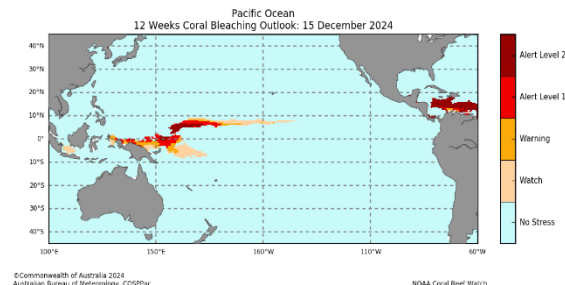 Pacific Ocean
12 Weeks Coral Bleaching Outlook: 15 December 2024
40°N
30°N
20°N
10°N
0°
10°S
20°S
30°S
40°S
100°E
150°E
160°W
110°W
60°W
Alert Level 2
Alert Level 1
Warning
Watch
No Stress
©Commonwealth of Australia 2024
Australian Bureau of Meteorology, COSPPac
NOAA Coral Reef Watch